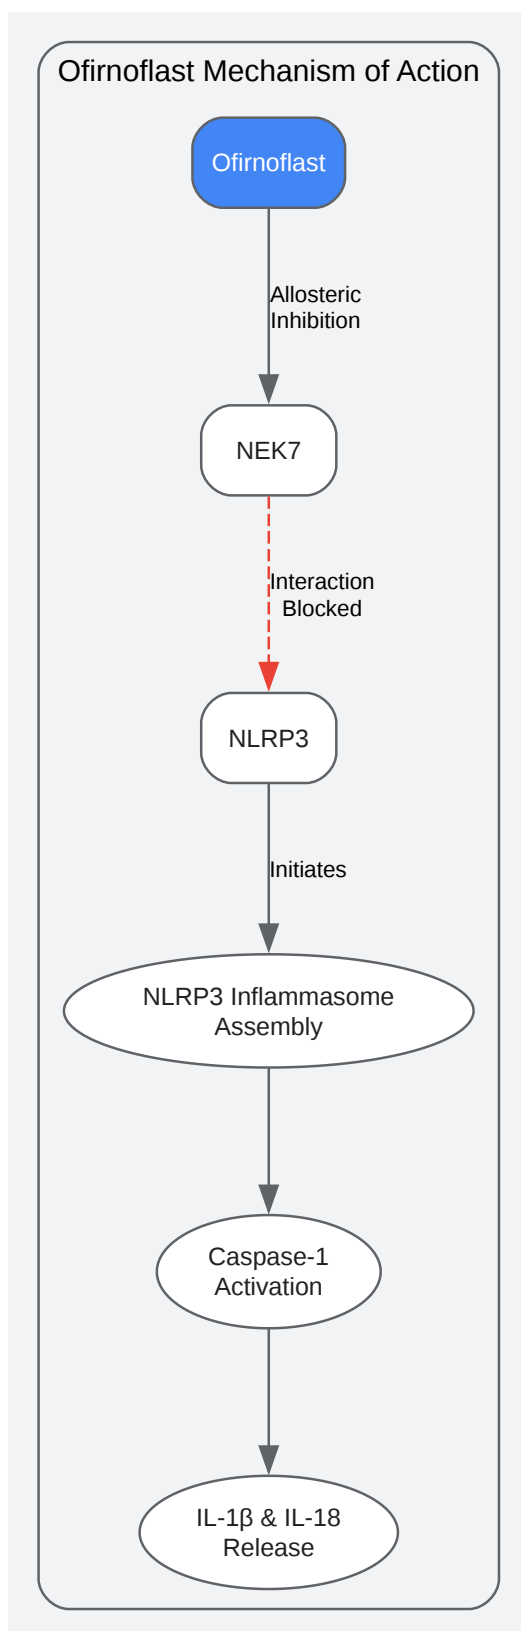 Ofirnoflast Mechanism of Action
Ofirnoflast
Allosteric
Inhibition
NEK7
Interaction
Blocked
NLRP3
Initiates
NLRP3 Inflammasome
Assembly
Caspase-1
Activation
IL-1β & IL-18
Release